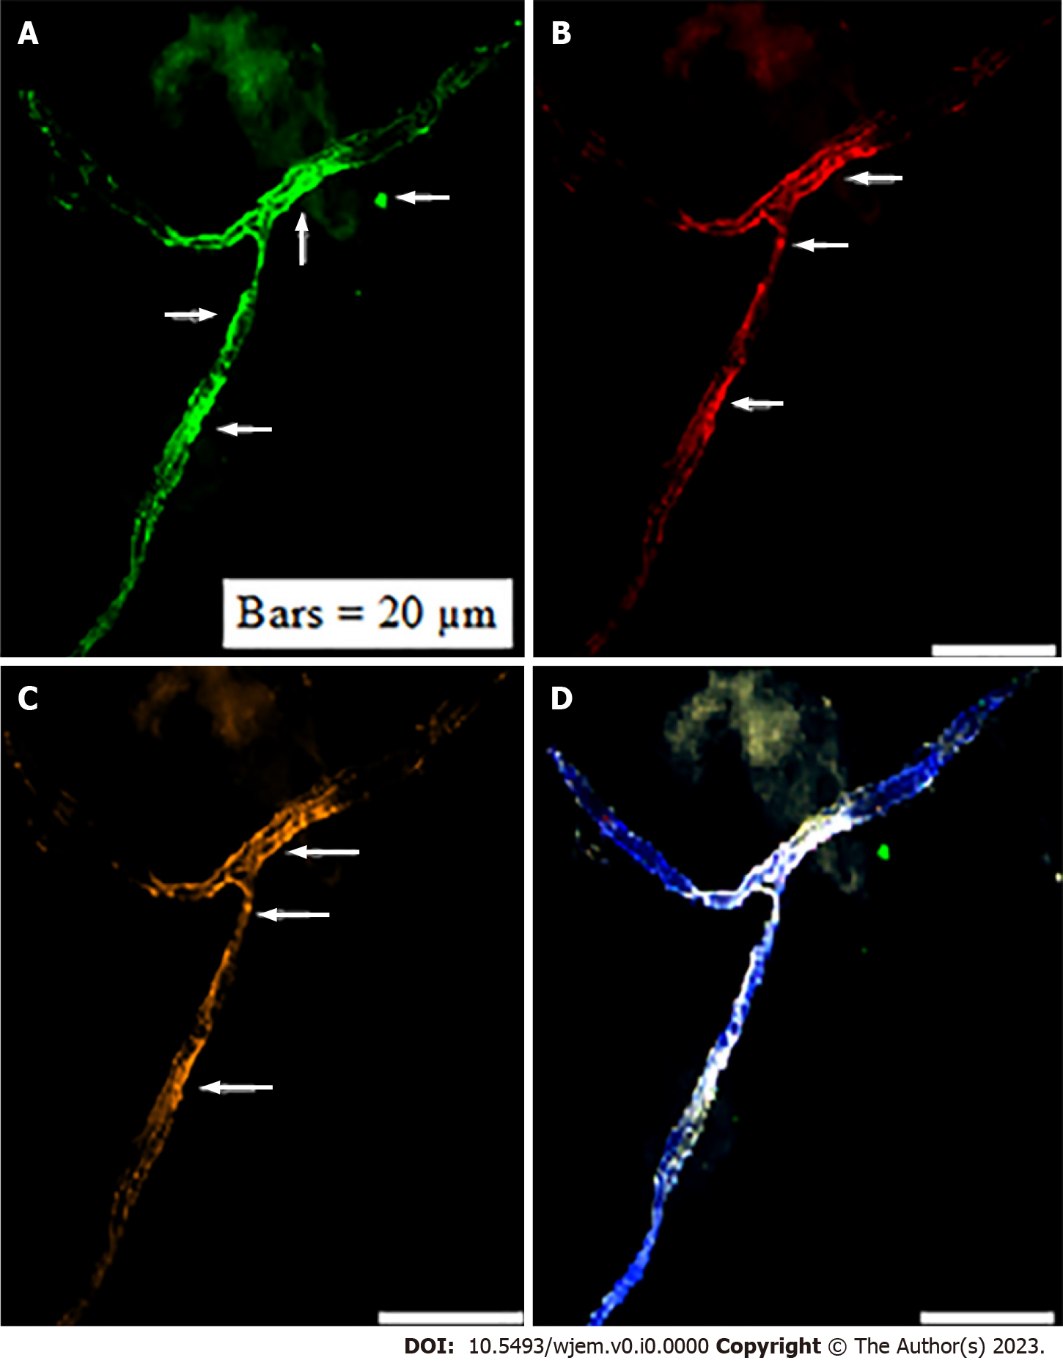 A
B
Bars = 20 µm
C
D
DOI: 10.5493/wjem.v0.i0.0000 Copyright © The Author(s) 2023.